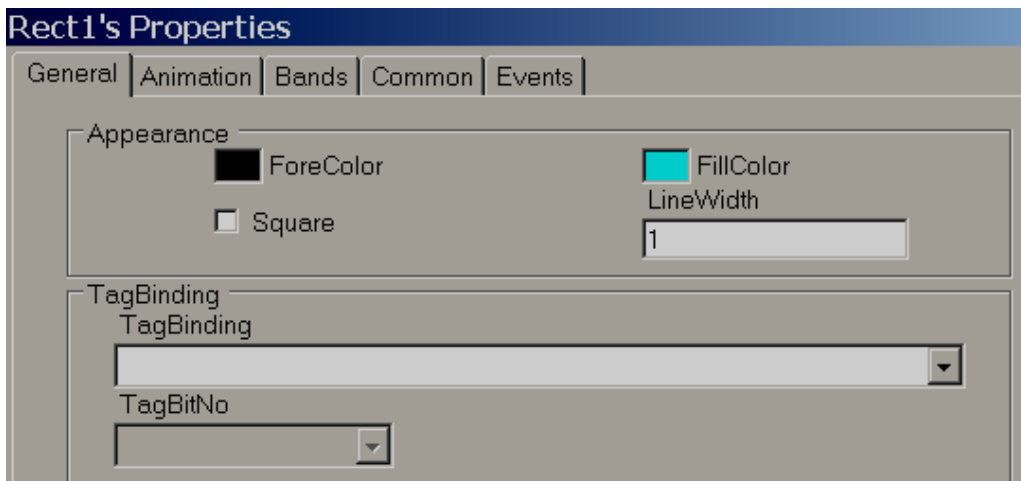 Rect1's Properties
General Animation Bands Common Events
Appearance
ForeColor FillColor
LineWidth
Square
1
TagBinding
TagBinding
TagBitNo